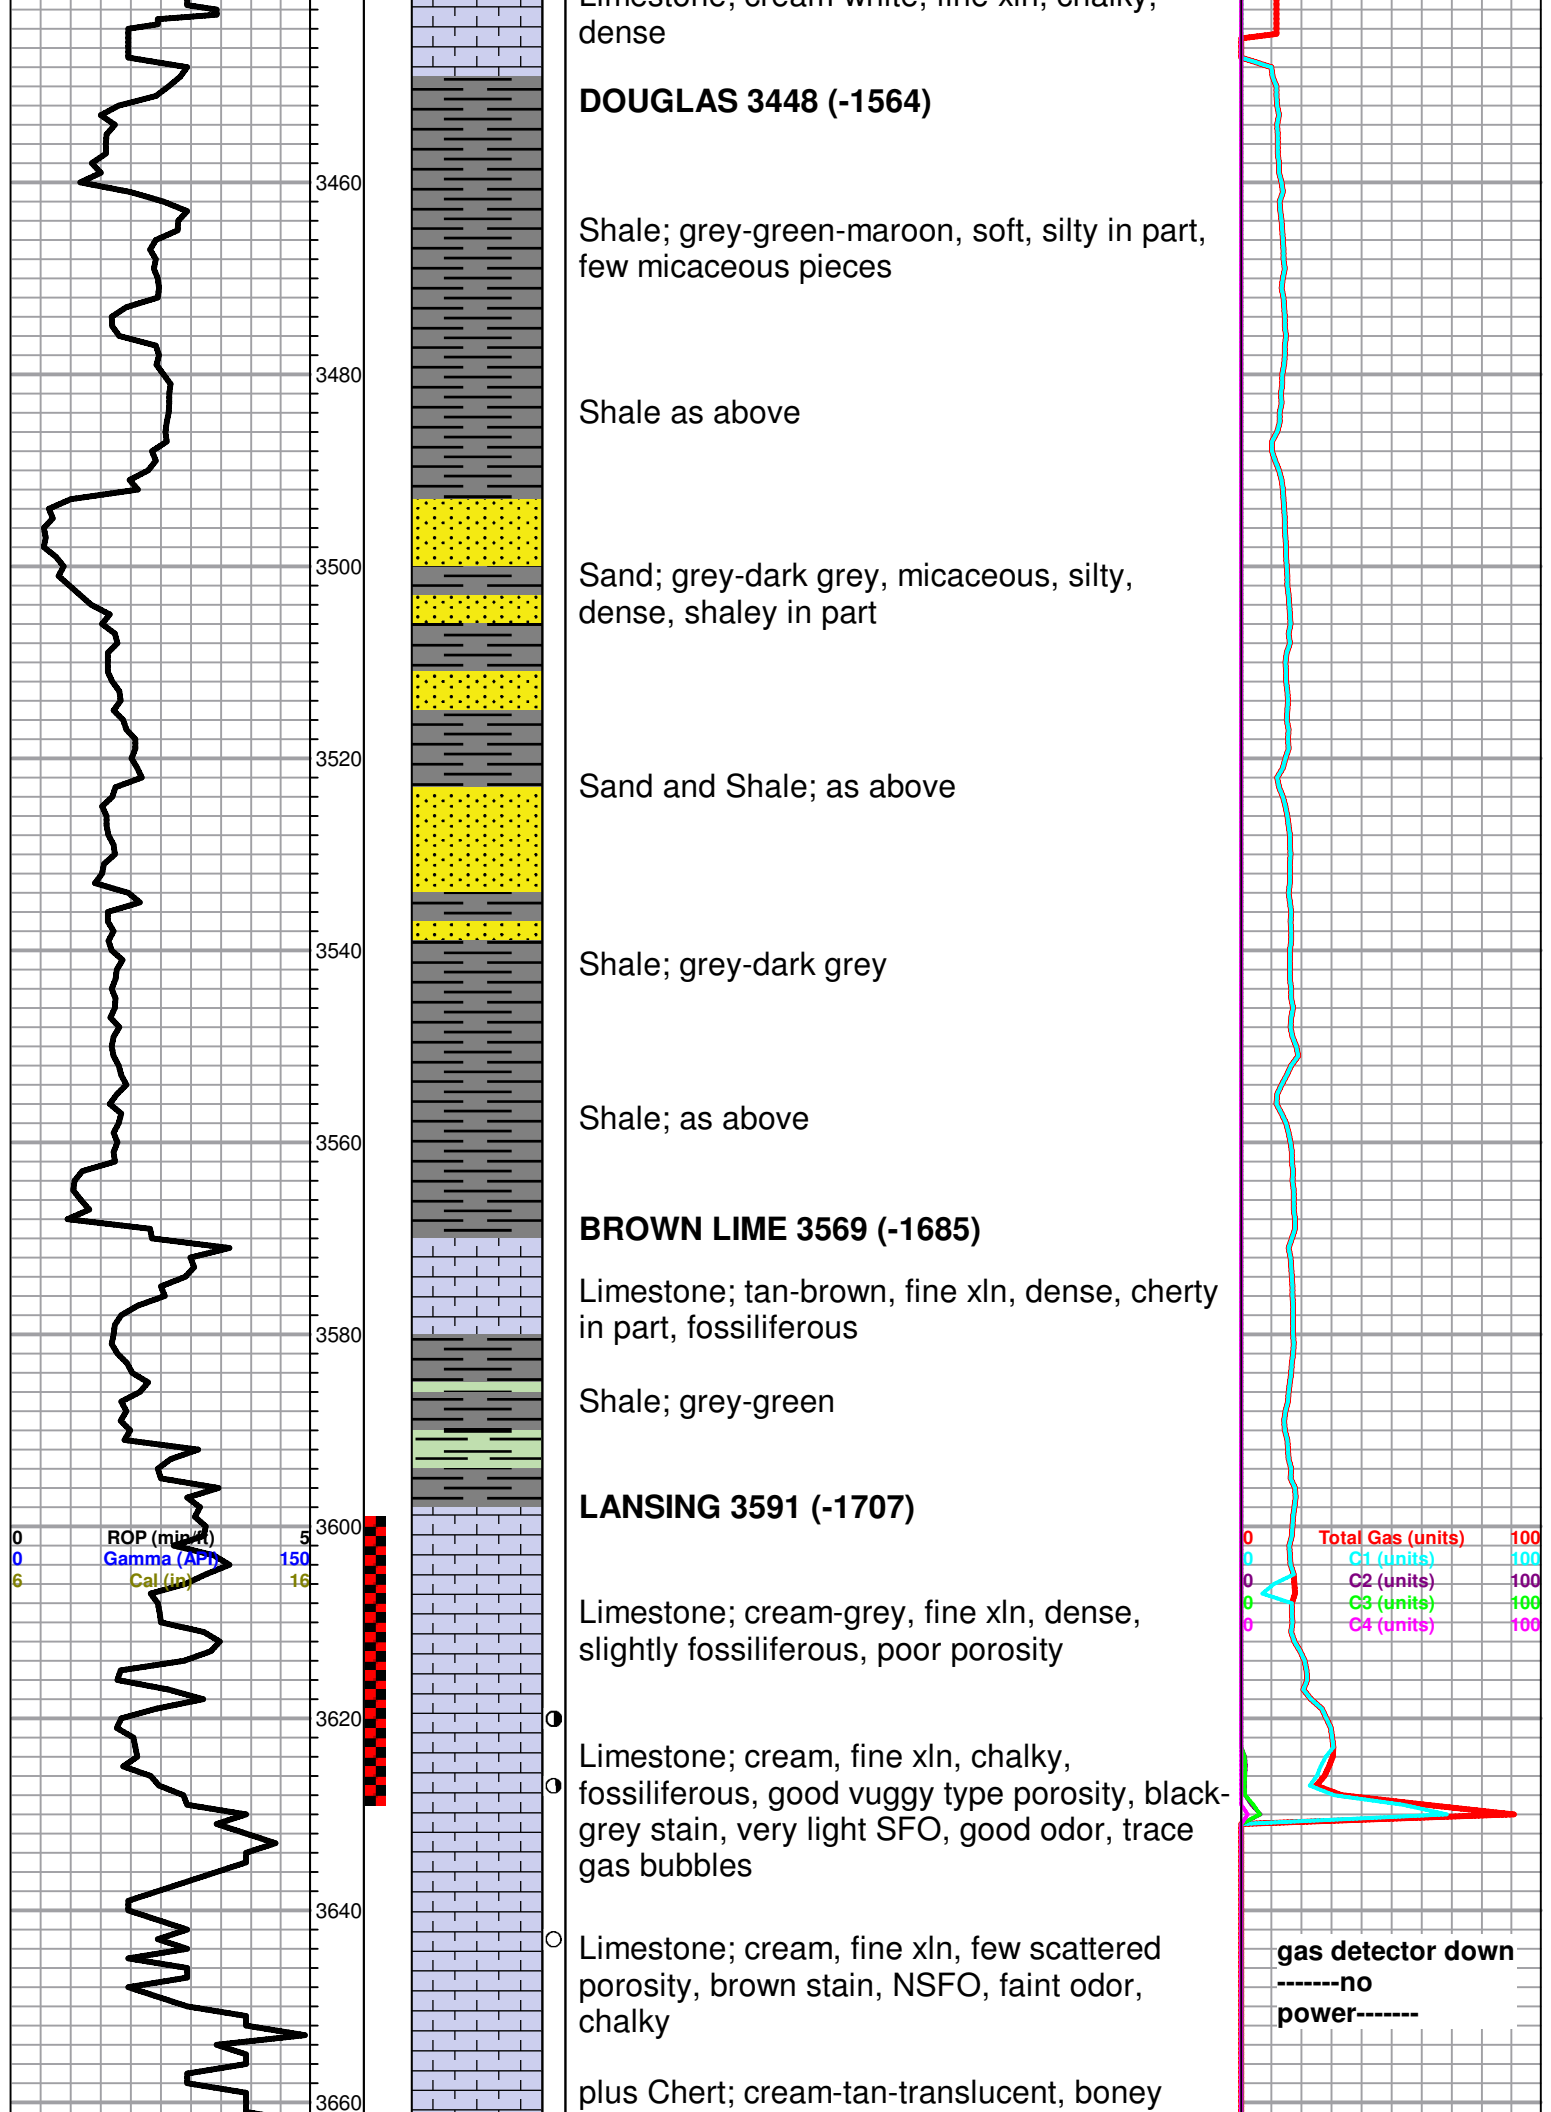 Limestone; cream-white, fine xln, chalky,
dense
DOUGLAS 3448 (-1564)
3460
Shale; grey-green-maroon, soft, silty in part,
few micaceous pieces
3480
Shale as above
3500
Sand; grey-dark grey, micaceous, silty,
dense, shaley in part
3520
Sand and Shale; as above
3540
Shale; grey-dark grey
Shale; as above
3560
BROWN LIME 3569 (-1685)
Limestone; tan-brown, fine xln, dense, cherty
in part, fossiliferous
3580
Shale; grey-green
LANSING 3591 (-1707)
3600
0 ROP (min/ft) 5
0 Gamma (API) 150
6 Cal (in) 16
0 Total Gas (units) 100
0 C1 (units) 100
0 C2 (units) 100
0 C3 (units) 100
0 C4 (units) 100
Limestone; cream-grey, fine xln, dense,
slightly fossiliferous, poor porosity
3620
Limestone; cream, fine xln, chalky,
fossiliferous, good vuggy type porosity, black-
grey stain, very light SFO, good odor, trace
gas bubbles
3640
Limestone; cream, fine xln, few scattered
porosity, brown stain, NSFO, faint odor,
chalky
gas detector down
-------no
power-------
plus Chert; cream-tan-translucent, boney
3660